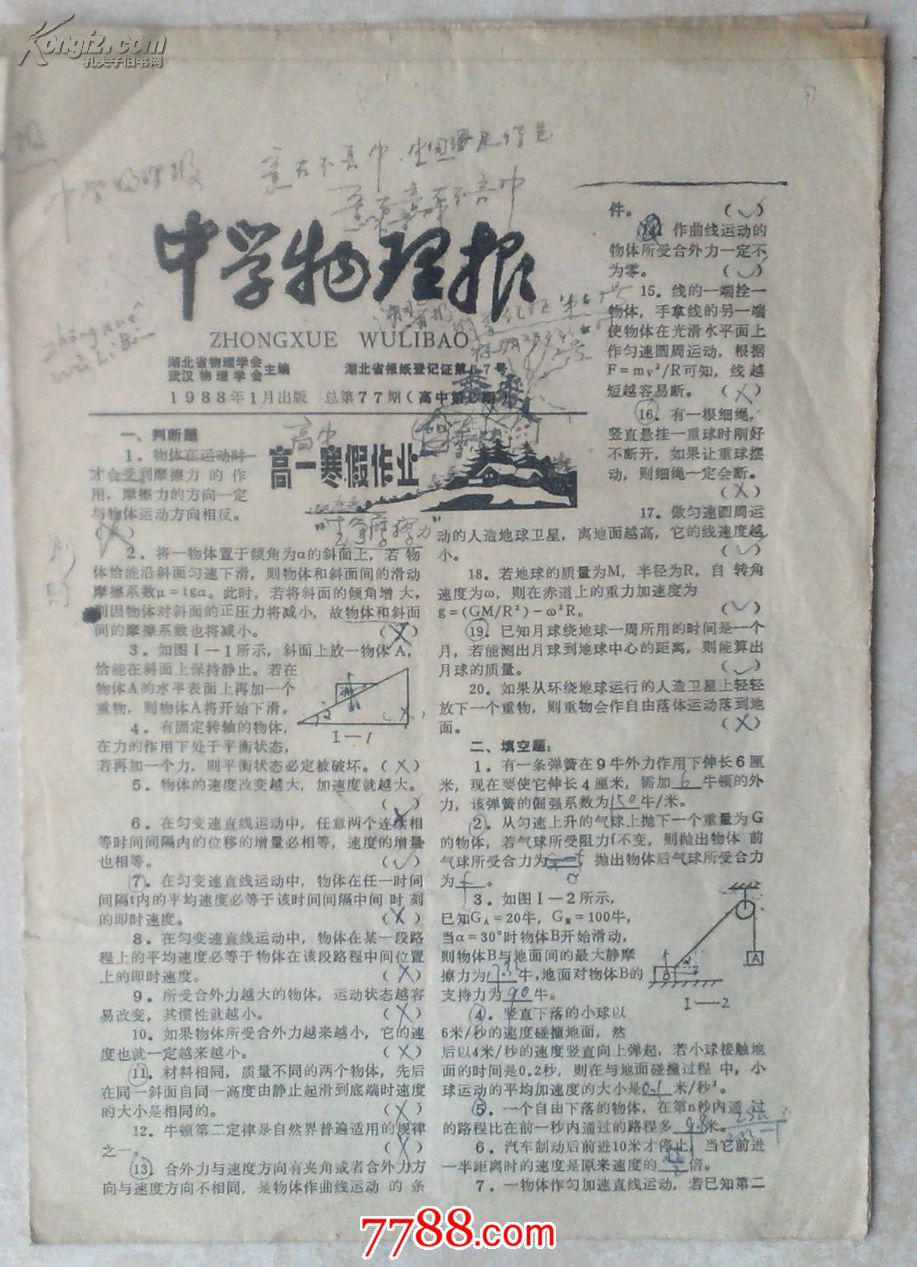 Kongfz.com
孔夫子旧书网
中学物理报
中学物理报
zhōngxué
wù Lǐ Bào
ZHONGXUE WULIBAO
湖北省物理学会
武汉物理学会 主编
湖北省报纸登记证第 7号
1988年1月出版 总第77期(高中第 期)
高中
高一寒假作业
一、判断题
1．物体在运动时
才会受到摩擦力的作
用，摩擦力的方向一定
与物体运动方向相反。
(X)
2．将一物体置于倾角为α的斜面上，若物
体恰能沿斜面匀速下滑，则物体和斜面间的滑动
摩擦系数μ＝tgα。此时，若将斜面的倾角增大，
则因物体对斜面的正压力将减小，故物体和斜面
间的摩擦系数也将减小。 (X)
3．如图I－1所示，斜面上放一物体A，
恰能在斜面上保持静止。若在
物体A的水平表面上再加一个
重物，则物体A将开始下滑。
(X)
I—1
4．有固定转轴的物体，
在力的作用下处于平衡状态，
若再加一个力，则平衡状态必定被破坏。(X)
5．物体的速度改变越大，加速度就越大。
(X)
6．在匀变速直线运动中，任意两个连续相
等时间间隔内的位移的增量必相等，速度的增量
也相等。 (✓)
7．在匀变速直线运动中，物体在任一时间
间隔t内的平均速度必等于该时间间隔中间时刻
的即时速度。 (X)
8．在匀变速直线运动中，物体在某一段路
程上的平均速度必等于物体在该段路程中间位置
上的即时速度。 (X)
9．所受合外力越大的物体，运动状态越容
易改变，其惯性就越小。 (X)
10．如果物体所受合外力越来越小，它的速
度也就一定越来越小。 (X)
11．材料相同，质量不同的两个物体，先后
在同一斜面自同一高度由静止起滑到底端时速度
的大小是相同的。 (X)
12．牛顿第二定律是自然界普遍适用的规律
之一。 (X)
13．合外力与速度方向有夹角或者合外力方
向与速度方向不相同，是物体作曲线运动的条
件。 (✓)
14．作曲线运动的
物体所受合外力一定不
为零。 (✓)
15．线的一端拴一
物体，手拿线的另一端
使物体在光滑水平面上
作匀速圆周运动，根据
F＝mv²/R可知，线越
短越容易断。 (X)
16．有一根细绳，
竖直悬挂一重球时刚好
不断开，如果让重球摆
动，则细绳一定会断。
(X)
17．做匀速圆周运
动的人造地球卫星，离地面越高，它的线速度越
小。 (✓)
18．若地球的质量为M，半径为R，自转角
速度为ω，则在赤道上的重力加速度为
g＝(GM/R²)－ω²R。 (✓)
19．已知月球绕地球一周所用的时间是一个
月，若能测出月球到地球中心的距离，则能算出
月球的质量。 (✓)
20．如果从环绕地球运行的人造卫星上轻轻
放下一个重物，则重物会作自由落体运动落到地
面。 (X)
二、填空题：
1．有一条弹簧在9牛外力作用下伸长6厘
米，现在要使它伸长4厘米，需加6牛顿的外
力，该弹簧的倔强系数为150牛/米。
2．从匀速上升的气球上抛下一个重量为G
的物体，若气球所受阻力f不变，则抛出物体前
气球所受合力为 抛出物体后气球所受合力
为 。
3．如图I－2所示，
已知G_A＝20牛，G_B＝100牛，
当α＝30°时物体B开始滑动，
则物体B与地面间的最大静摩
擦力为 牛，地面对物体B的
支持力为90牛。
A
I—2
4．竖直下落的小球以
6米/秒的速度碰撞地面，然
后以4米/秒的速度竖直向上弹起，若小球接触地
面的时间是0.2秒，则在与地面碰撞过程中，小
球运动的平均加速度的大小是 米/秒²。
5．一个自由下落的物体，在第n秒内通过
的路程比在前一秒内通过的路程多9.8米。
6．汽车制动后前进10米才停止，当它前进
一半距离时的速度是原来速度的 倍。
7．一物体作匀加速直线运动，若已知第二
7788.com